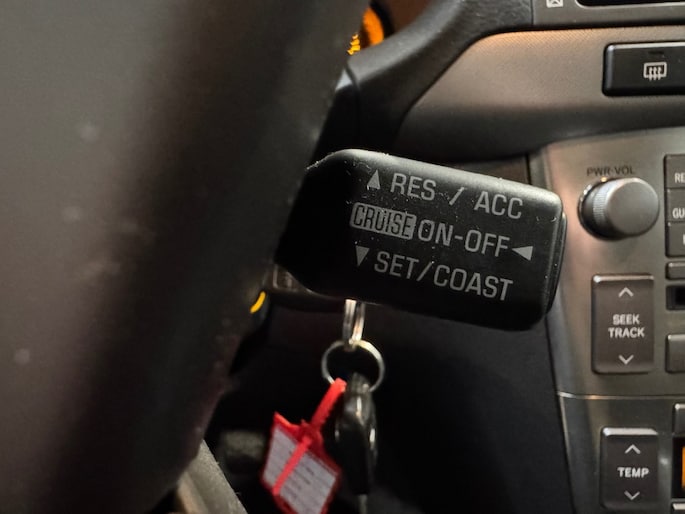 RES / ACC
CRUISE ON-OFF
SET/COAST
PWR·VOL
SEEK
TRACK
TEMP